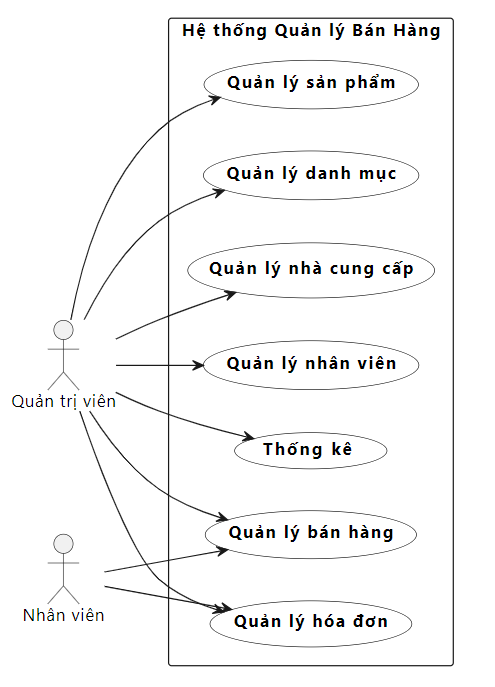 Hệ thống Quản lý Bán Hàng
Quản lý sản phẩm
Quản lý danh mục
Quản lý nhà cung cấp
Quản lý nhân viên
Quản trị viên
Thống kê
Quản lý bán hàng
Nhân viên
Quản lý hóa đơn